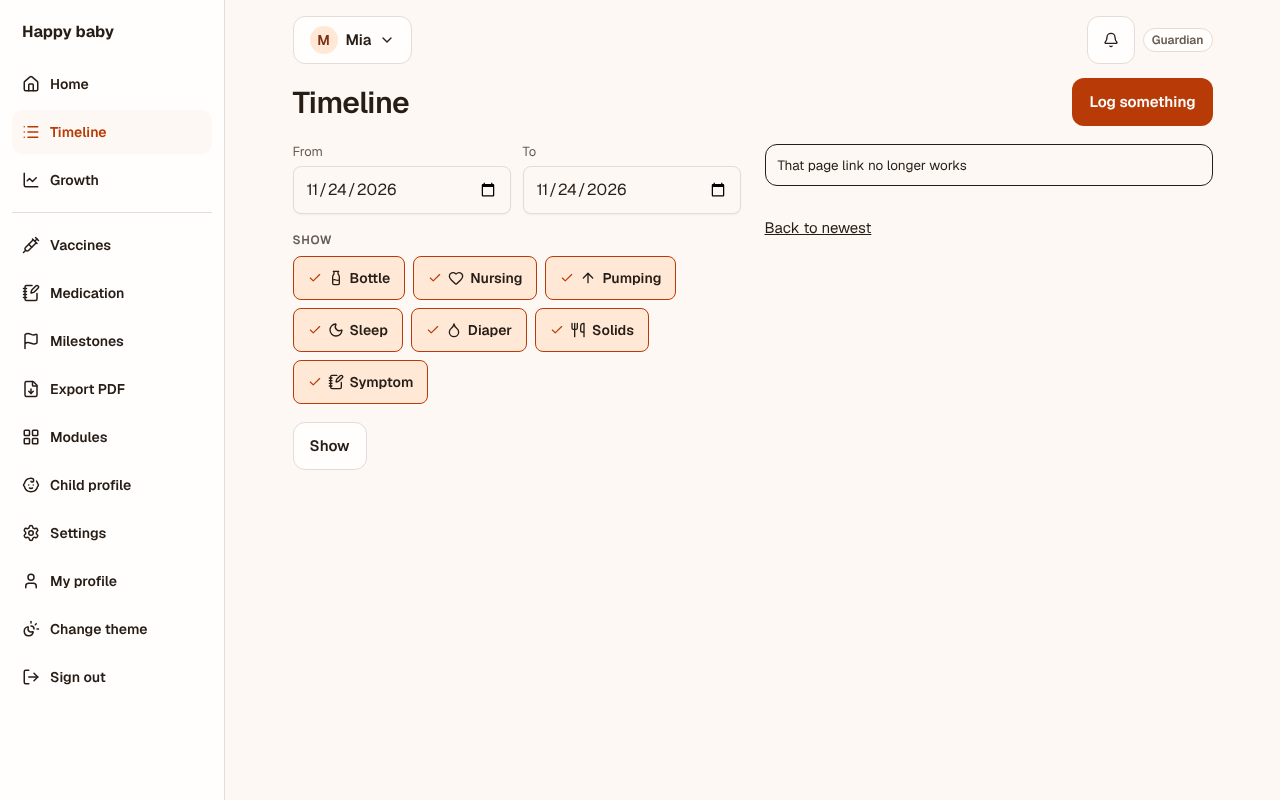 Happy baby
Home
Timeline
Growth
Vaccines
Medication
Milestones
Export PDF
Modules
Child profile
Settings
My profile
Change theme
Sign out
M Mia
Guardian
Timeline
Log something
From
To
11/24/2026
11/24/2026
SHOW
Bottle
Nursing
Pumping
Sleep
Diaper
Solids
Symptom
Show
That page link no longer works
Back to newest